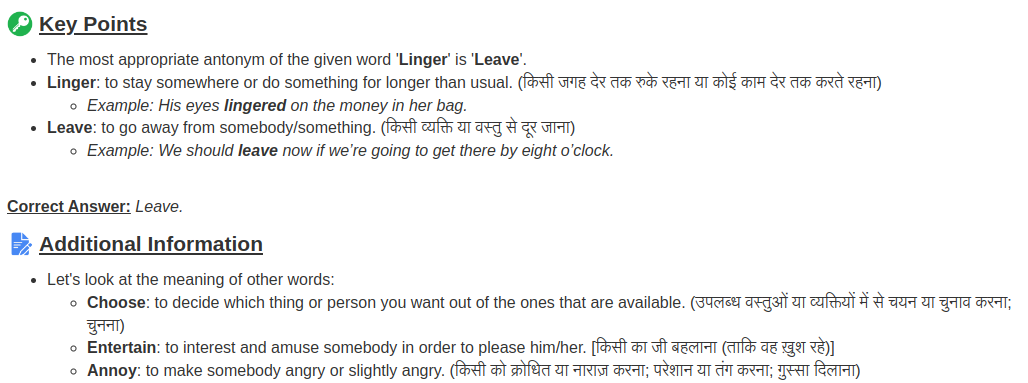 Key Points
The most appropriate antonym of the given word 'Linger' is 'Leave'.
Linger: to stay somewhere or do something for longer than usual. (किसी जगह देर तक रुके रहना या कोई काम देर तक करते रहना)
Example: His eyes lingered on the money in her bag.
Leave: to go away from somebody/something. (किसी व्यक्ति या वस्तु से दूर जाना)
Example: We should leave now if we’re going to get there by eight o’clock.
Correct Answer: Leave.
Additional Information
Let's look at the meaning of other words:
Choose: to decide which thing or person you want out of the ones that are available. (उपलब्ध वस्तुओं या व्यक्तियों में से चयन या चुनाव करना;
चुनना)
Entertain: to interest and amuse somebody in order to please him/her. [किसी का जी बहलाना (ताकि वह ख़ुश रहे)]
Annoy: to make somebody angry or slightly angry. (किसी को क्रोधित या नाराज़ करना; परेशान या तंग करना; ग़ुस्सा दिलाना)